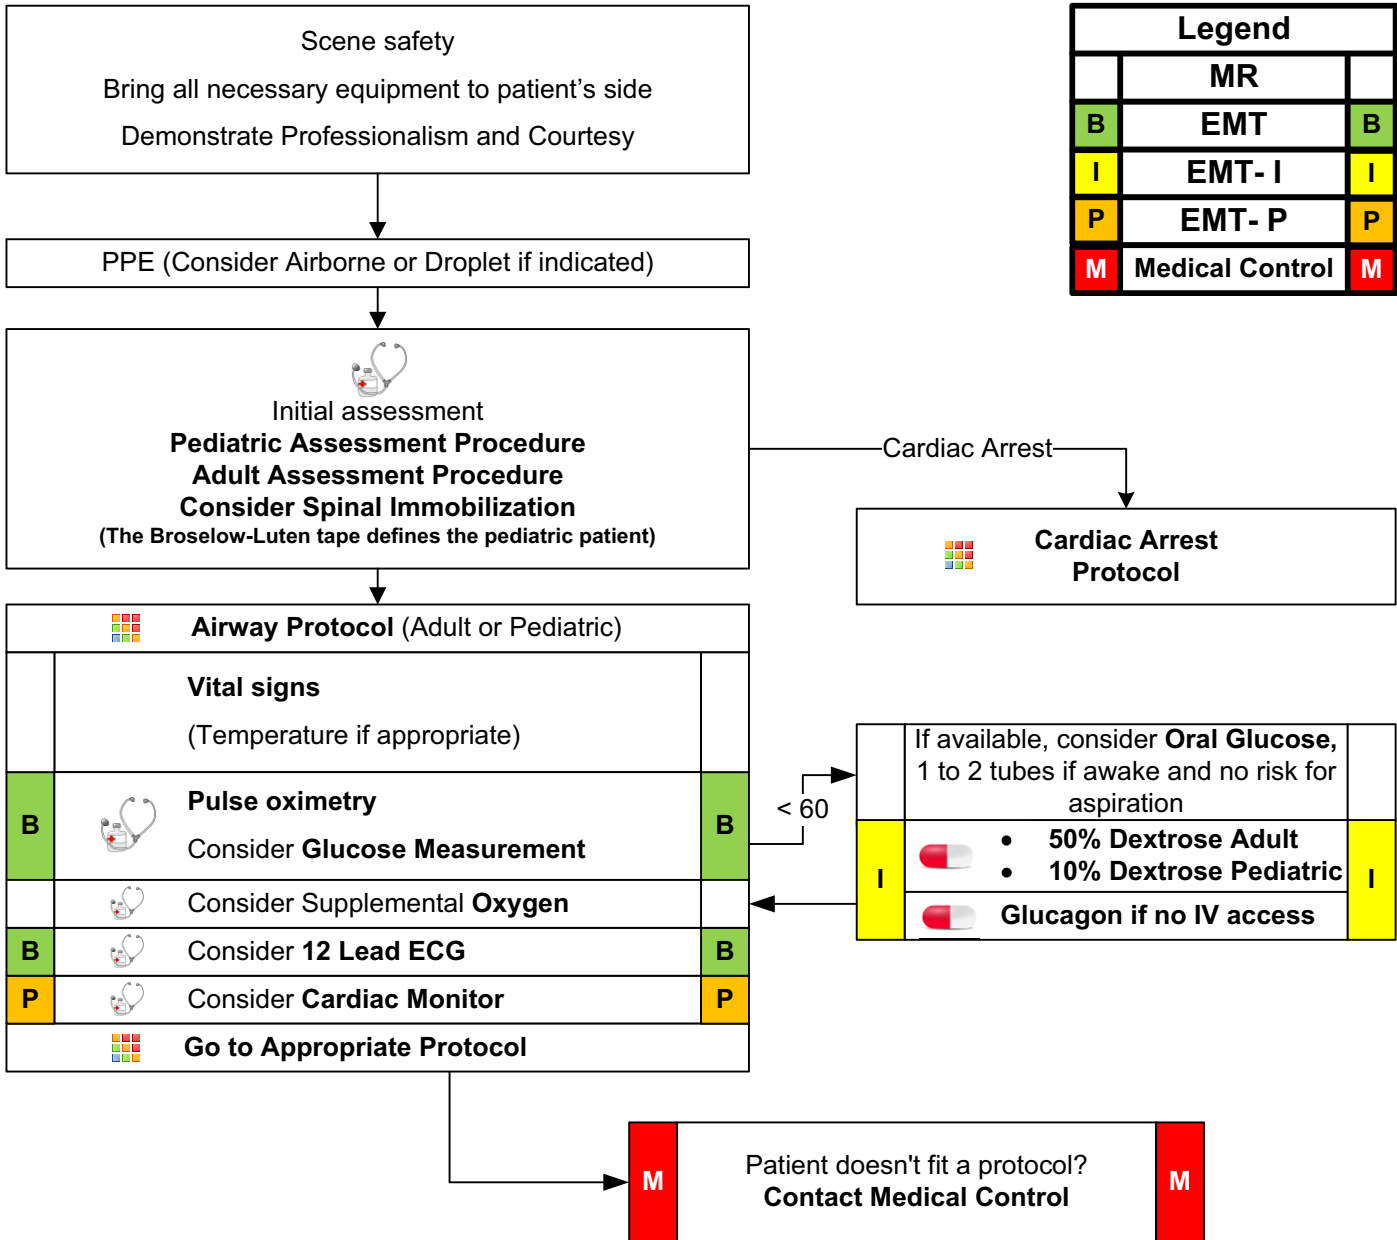 Scene safety
Bring all necessary equipment to patient's side
Demonstrate Professionalism and Courtesy
Legend
MR
B EMT B
I EMT- I I
P EMT- P P
M Medical Control M
PPE (Consider Airborne or Droplet if indicated)
Initial assessment
Pediatric Assessment Procedure
Adult Assessment Procedure
Consider Spinal Immobilization
(The Broselow-Luten tape defines the pediatric patient)
Cardiac Arrest
Cardiac Arrest
Protocol
Airway Protocol (Adult or Pediatric)
Vital signs
(Temperature if appropriate)
B B
Pulse oximetry
Consider Glucose Measurement
< 60
If available, consider Oral Glucose,
1 to 2 tubes if awake and no risk for
aspiration
I I
• 50% Dextrose Adult
• 10% Dextrose Pediatric
Glucagon if no IV access
Consider Supplemental Oxygen
B Consider 12 Lead ECG B
P Consider Cardiac Monitor P
Go to Appropriate Protocol
M M
Patient doesn't fit a protocol?
Contact Medical Control